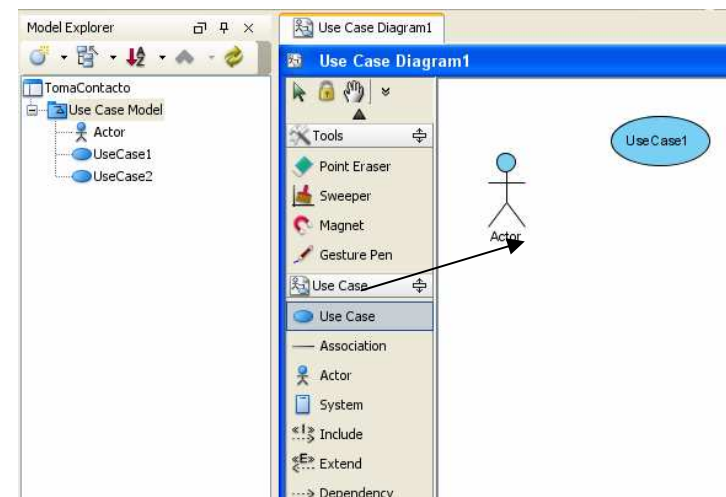 Model Explorer
Use Case Diagram1
Use Case Diagram1
TomaContacto
Use Case Model
Actor
UseCase1
UseCase2
Tools
Point Eraser
Sweeper
Magnet
Gesture Pen
Use Case
Use Case
Association
Actor
System
Include
Extend
Dependency
Actor
UseCase1